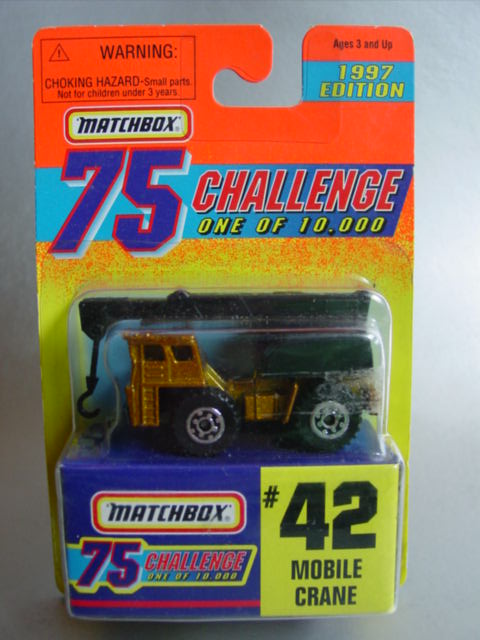 WARNING:
CHOKING HAZARD-Small parts.
Not for children under 3 years.
Ages 3 and Up
1997
EDITION
MATCHBOX®
75 CHALLENGE
ONE OF 10,000
MATCHBOX®
75 CHALLENGE
ONE OF 10,000
#42
MOBILE
CRANE